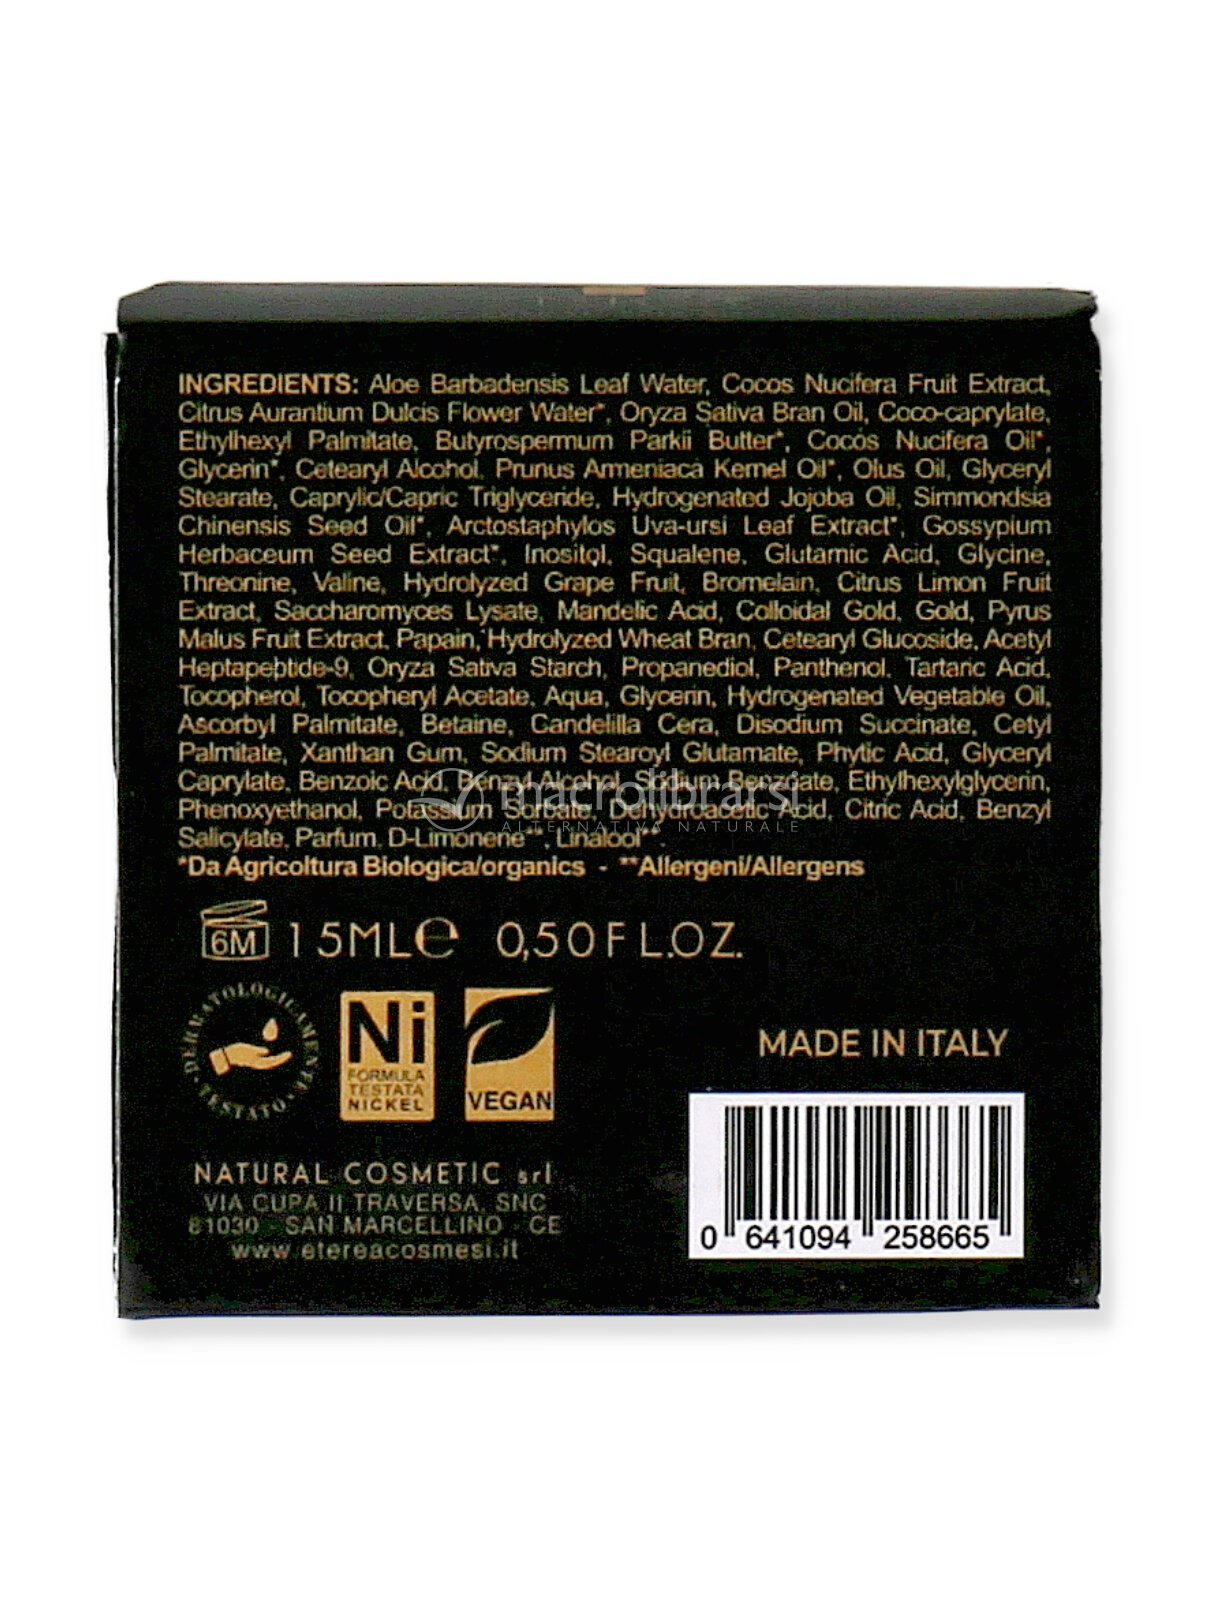 INGREDIENTS: Aloe Barbadensis Leaf Water, Cocos Nucifera Fruit Extract,
Citrus Aurantium Dulcis Flower Water*, Oryza Sativa Bran Oil, Coco-caprylate,
Ethylhexyl Palmitate, Butyrospermum Parkii Butter*, Cocos Nucifera Oil*,
Glycerin*, Cetearyl Alcohol, Prunus Armeniaca Kernel Oil*, Olus Oil, Glyceryl
Stearate, Caprylic/Capric Triglyceride, Hydrogenated Jojoba Oil, Simmondsia
Chinensis Seed Oil*, Arctostaphylos Uva-ursi Leaf Extract*, Gossypium
Herbaceum Seed Extract*, Inositol, Squalene, Glutamic Acid, Glycine,
Threonine, Valine, Hydrolyzed Grape Fruit, Bromelain, Citrus Limon Fruit
Extract, Saccharomyces Lysate, Mandelic Acid, Colloidal Gold, Gold, Pyrus
Malus Fruit Extract, Papain, Hydrolyzed Wheat Bran, Cetearyl Glucoside, Acetyl
Heptapeptide-9, Oryza Sativa Starch, Propanediol, Panthenol, Tartaric Acid,
Tocopherol, Tocopheryl Acetate, Aqua, Glycerin, Hydrogenated Vegetable Oil,
Ascorbyl Palmitate, Betaine, Candelilla Cera, Disodium Succinate, Cetyl
Palmitate, Xanthan Gum, Sodium Stearoyl Glutamate, Phytic Acid, Glyceryl
Caprylate, Benzoic Acid, Benzyl Alcohol, Sodium Benzoate, Ethylhexylglycerin,
macrolibrarsi
Phenoxyethanol, Potassium Sorbate, Dehydroacetic Acid, Citric Acid, Benzyl
ALTERNATIVA NATURALE
Salicylate, Parfum, D-Limonene**, Linalool**.
*Da Agricoltura Biologica/organics - **Allergeni/Allergens
6M 15ML℮ 0,50FL.OZ.
DERMATOLOGICAMENTE TESTATO
Ni
FORMULA
TESTATA
NICKEL
VEGAN
MADE IN ITALY
NATURAL COSMETIC srl
VIA CUPA II TRAVERSA, SNC
81030 - SAN MARCELLINO - CE
www.etereacosmesi.it
0 641094 258665